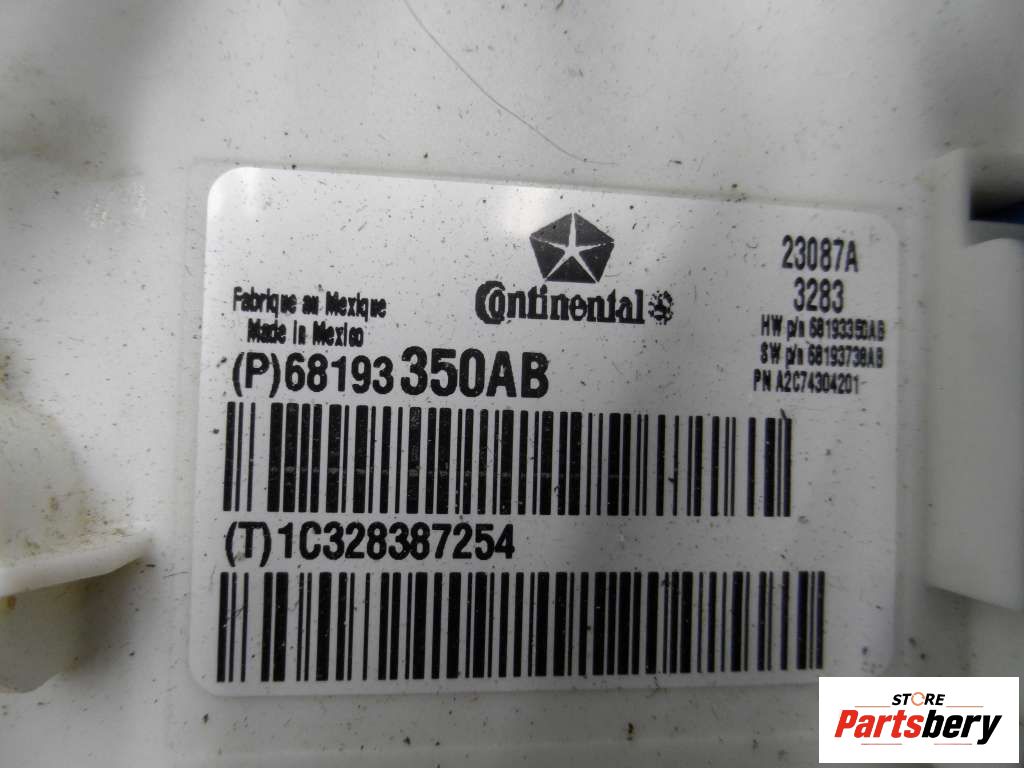 Continental
23087A
3283
Fabrique au Mexique
Made in Mexico
HW p/n 68193350AB
SW p/n 68193738AB
PN A2C74304201
(P)68193350AB
(T)1C328387254
STORE
Partsbery